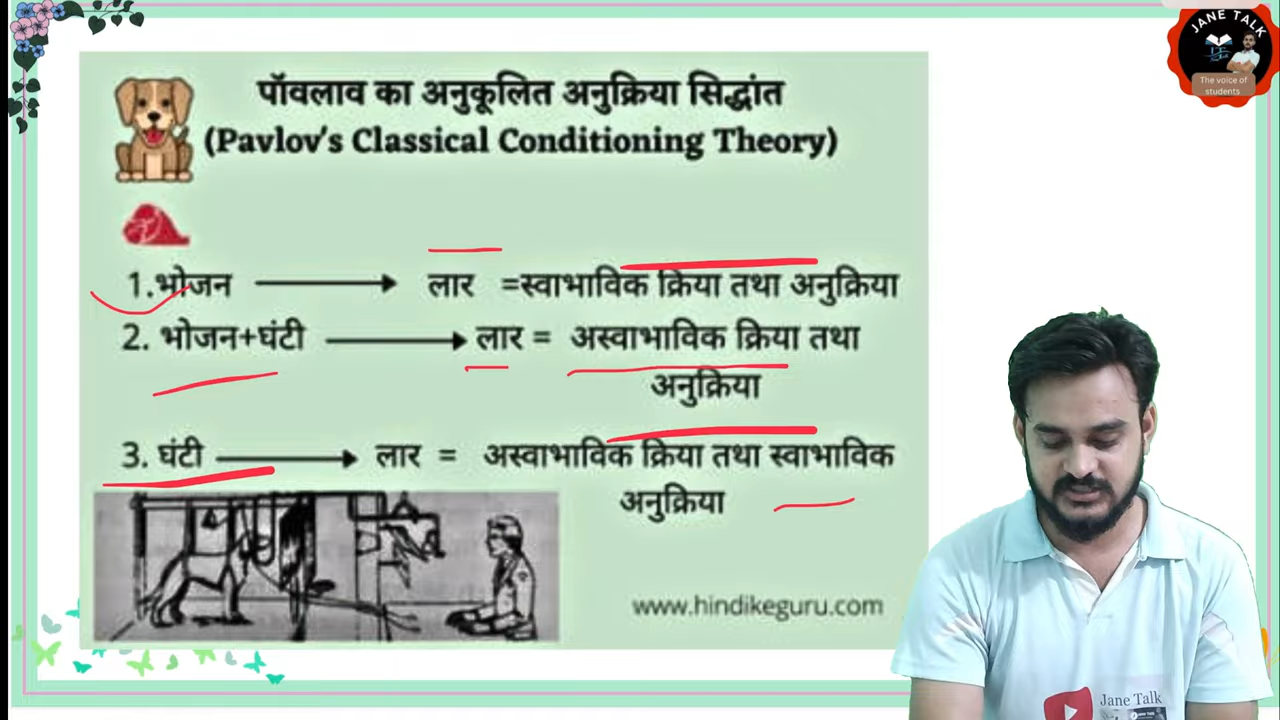 JANE TALK
The voice of
students
पॉवलाव का अनुकूलित अनुक्रिया सिद्धांत
(Pavlov's Classical Conditioning Theory)
1.भोजन → लार =स्वाभाविक क्रिया तथा अनुक्रिया
2. भोजन+घंटी → लार = अस्वाभाविक क्रिया तथा
अनुक्रिया
3. घंटी → लार = अस्वाभाविक क्रिया तथा स्वाभाविक
अनुक्रिया
www.hindikeguru.com
Jane Talk